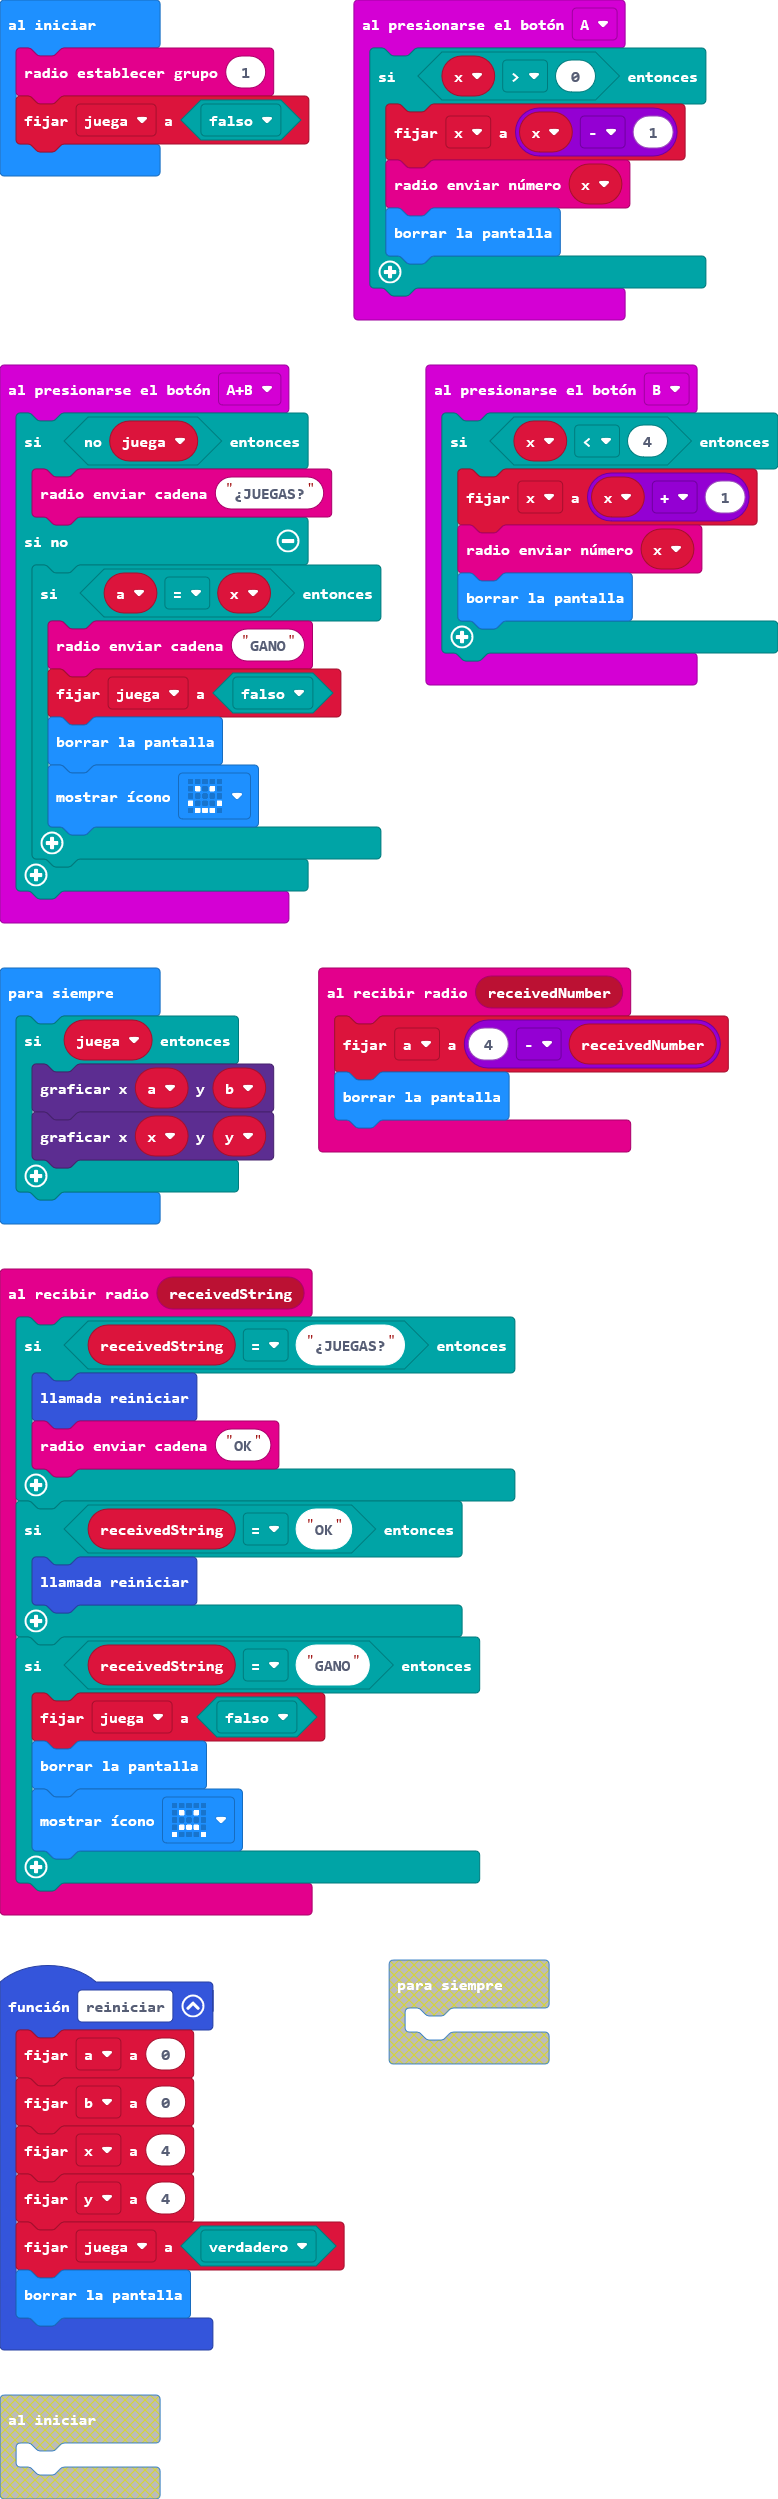 al iniciar
radio establecer grupo 1
fijar juega a falso
al presionarse el botón A
si x > 0 entonces
fijar x a x - 1
radio enviar número x
borrar la pantalla
al presionarse el botón A+B
si no juega entonces
radio enviar cadena "¿JUEGAS?"
si no
si a = x entonces
radio enviar cadena "GANO"
fijar juega a falso
borrar la pantalla
mostrar ícono
al presionarse el botón B
si x < 4 entonces
fijar x a x + 1
radio enviar número x
borrar la pantalla
para siempre
si juega entonces
graficar x a y b
graficar x x y y
al recibir radio receivedNumber
fijar a a 4 - receivedNumber
borrar la pantalla
al recibir radio receivedString
si receivedString = "¿JUEGAS?" entonces
llamada reiniciar
radio enviar cadena "OK"
si receivedString = "OK" entonces
llamada reiniciar
si receivedString = "GANO" entonces
fijar juega a falso
borrar la pantalla
mostrar ícono
función reiniciar
fijar a a 0
fijar b a 0
fijar x a 4
fijar y a 4
fijar juega a verdadero
borrar la pantalla
para siempre
al iniciar